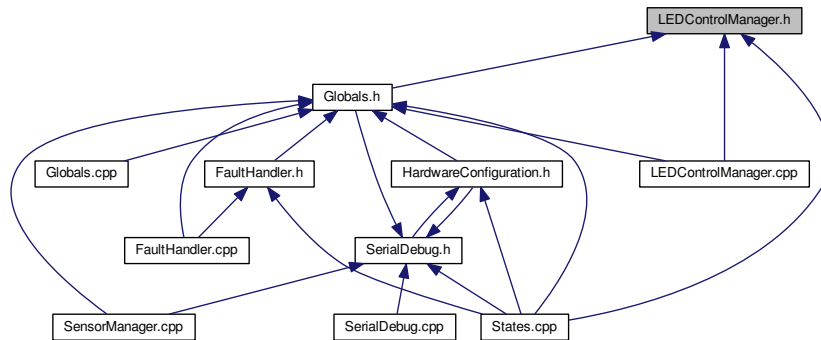 LEDControlManager.h
Globals.h
Globals.cpp
FaultHandler.h
HardwareConfiguration.h
LEDControlManager.cpp
FaultHandler.cpp
SerialDebug.h
SensorManager.cpp
SerialDebug.cpp
States.cpp